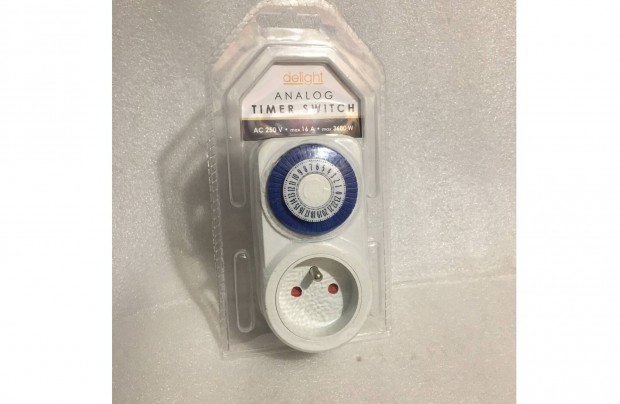 delight
ANALOG
TIMER SWITCH
AC 250 V • max 16 A • max 3680 W